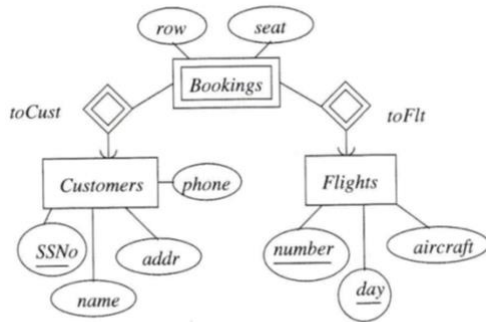 row
seat
Bookings
toCust
toFlt
Customers
phone
Flights
SSNo
addr
number
aircraft
name
day